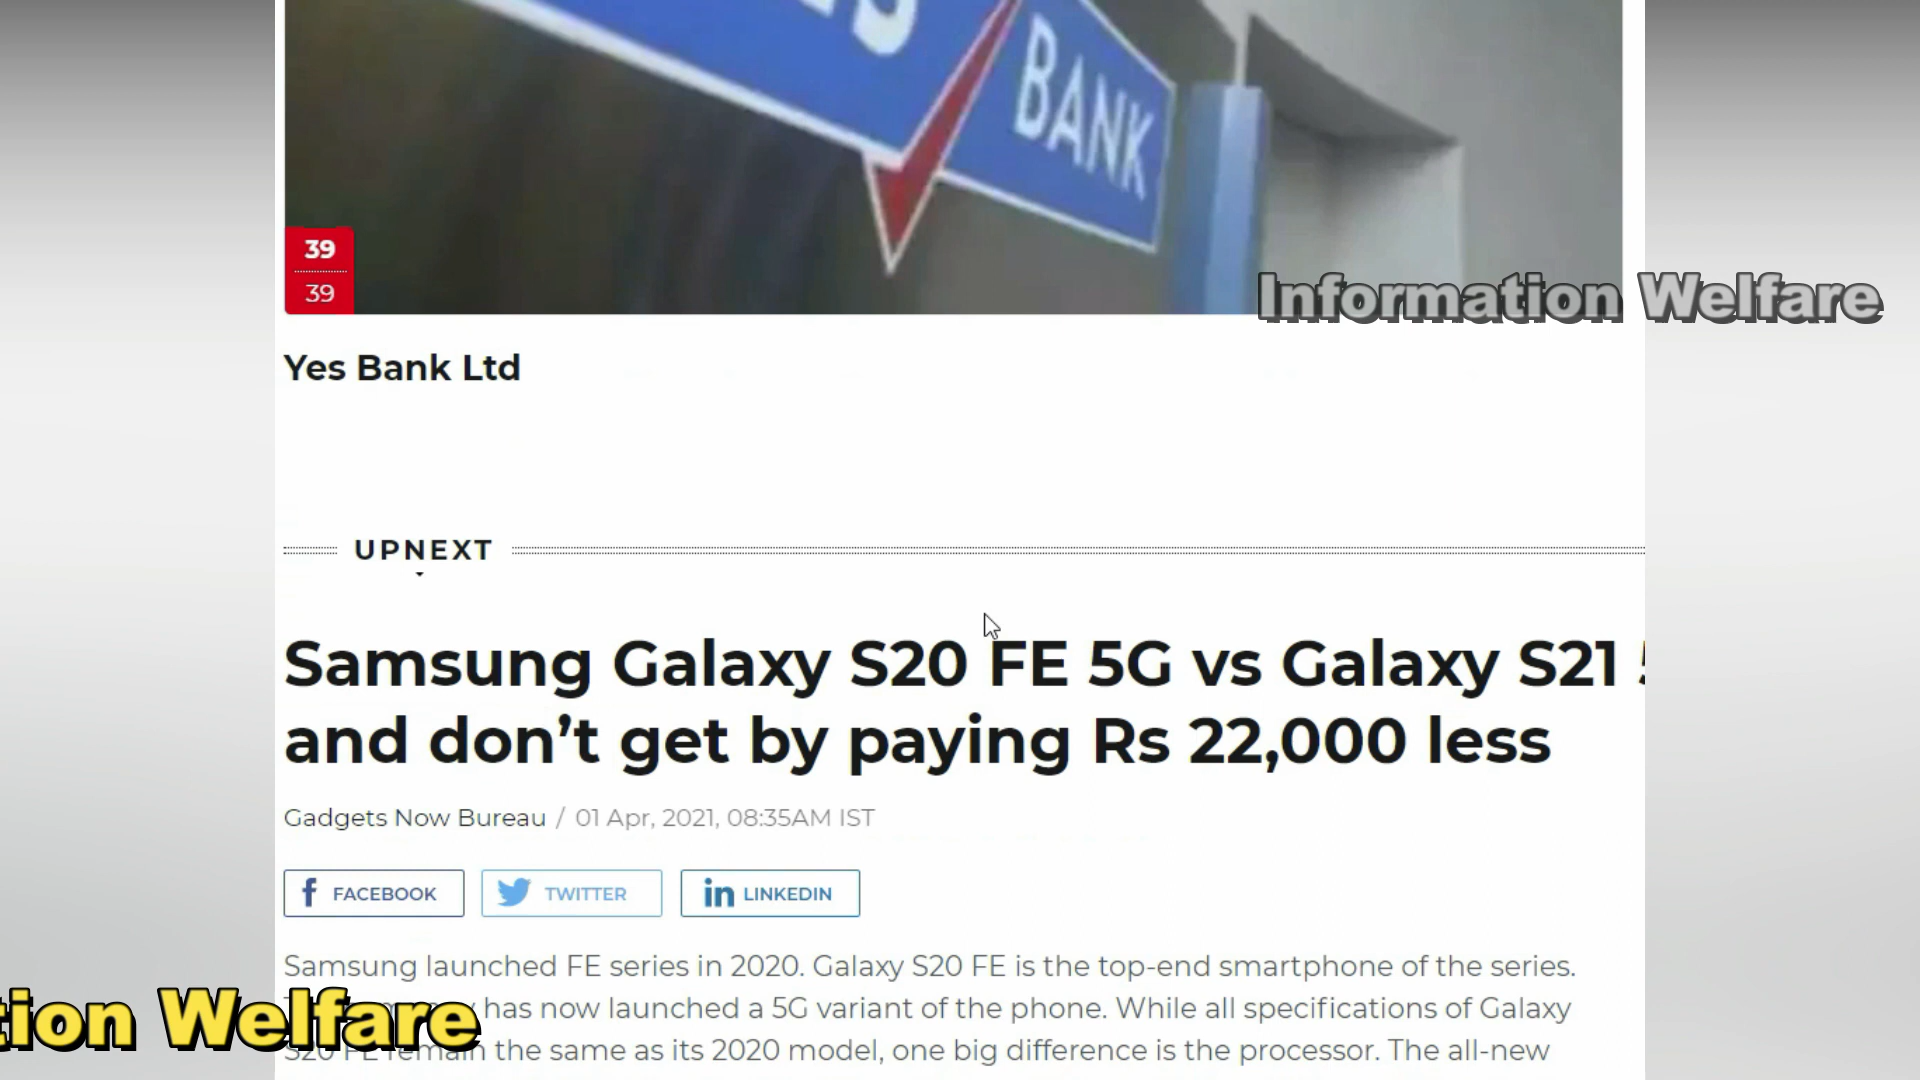 BANK
39
39
Information Welfare
Yes Bank Ltd
UPNEXT
Samsung Galaxy S20 FE 5G vs Galaxy S21
and don’t get by paying Rs 22,000 less
Gadgets Now Bureau / 01 Apr, 2021, 08:35AM IST
FACEBOOK
TWITTER
LINKEDIN
Samsung launched FE series in 2020. Galaxy S20 FE is the top-end smartphone of the series.
has now launched a 5G variant of the phone. While all specifications of Galaxy
tion Welfare
S20 FE remain the same as its 2020 model, one big difference is the processor. The all-new